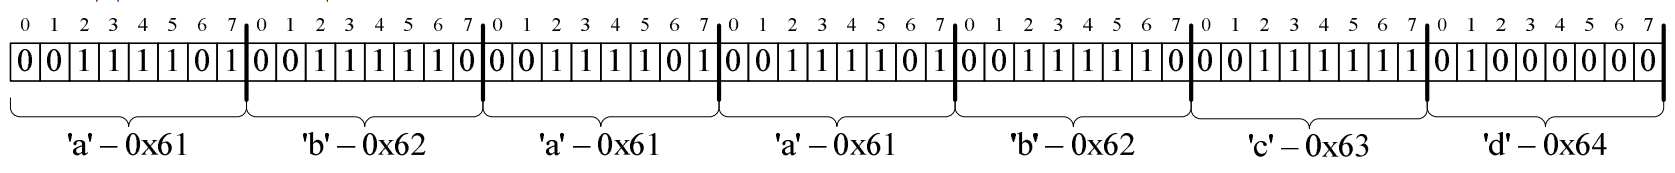 0 1 2 3 4 5 6 7 0 1 2 3 4 5 6 7 0 1 2 3 4 5 6 7 0 1 2 3 4 5 6 7 0 1 2 3 4 5 6 7 0 1 2 3 4 5 6 7 0 1 2 3 4 5 6 7
0 0 1 1 1 1 0 1 0 0 1 1 1 1 1 0 0 0 1 1 1 1 0 1 0 0 1 1 1 1 0 1 0 0 1 1 1 1 1 0 0 0 1 1 1 1 1 1 0 1 0 0 0 0 0 0
'a' – 0x61 'b' – 0x62 'a' – 0x61 'a' – 0x61 'b' – 0x62 'c' – 0x63 'd' – 0x64